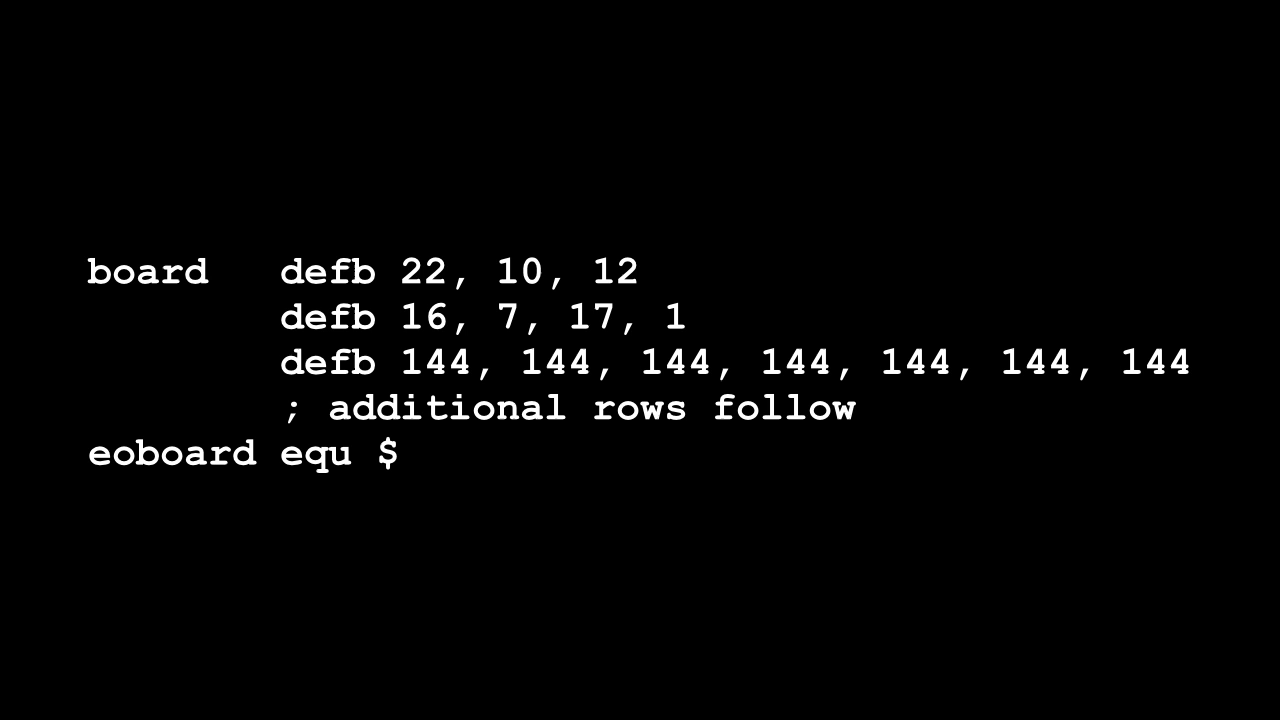 board   defb 22, 10, 12
        defb 16, 7, 17, 1
        defb 144, 144, 144, 144, 144, 144, 144
        ; additional rows follow
eoboard equ $